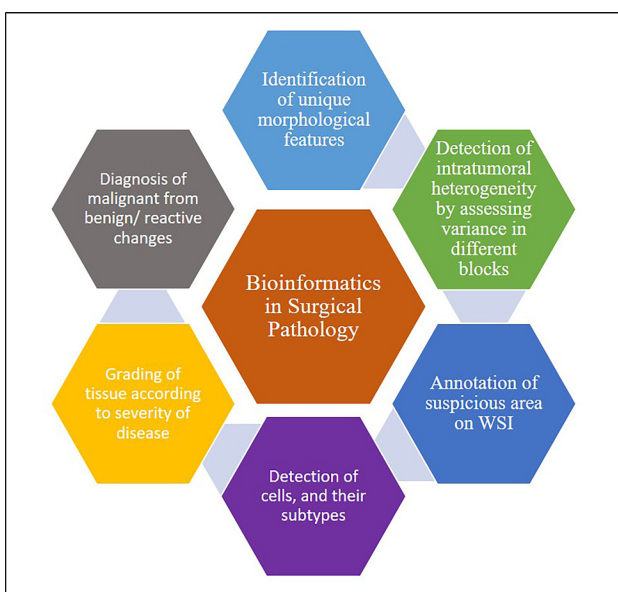 Identification
of unique
morphological
features
Detection of
intratumoral
heterogeneity
by assessing
variance in
different
blocks
Diagnosis of
malignant from
benign/ reactive
changes
Bioinformatics
in Surgical
Pathology
Grading of
tissue according
to severity of
disease
Annotation of
suspicious area
on WSI
Detection of
cells, and their
subtypes